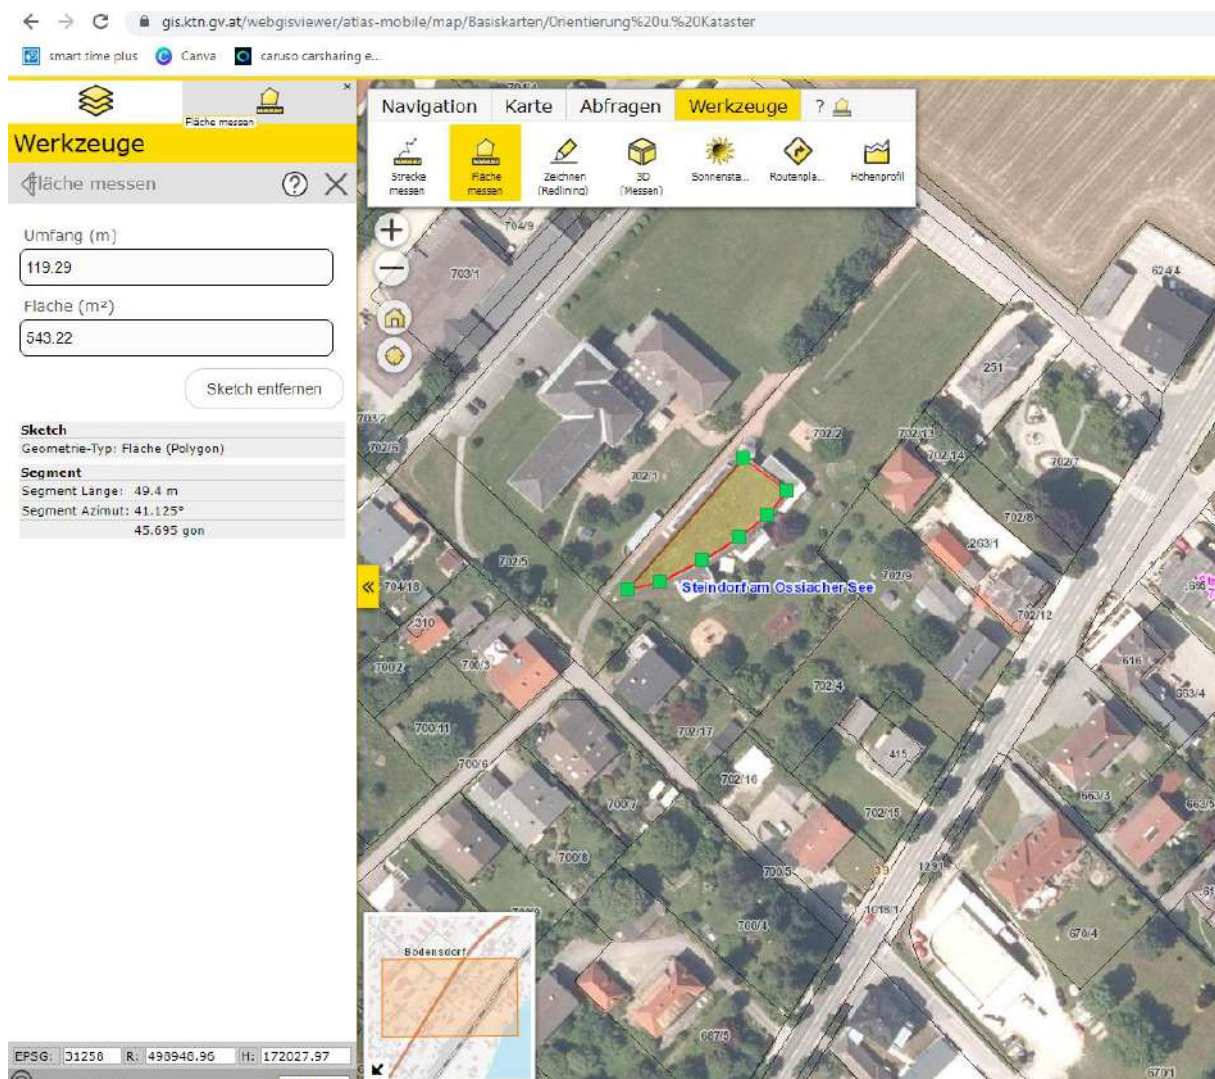 gis.ktn.gv.at/webgisviewer/atlas-mobile/map/Basiskarten/Orientierung%20u.%20Kataster
smart time plus Canva caruso carsharing e...
Fläche messen
Navigation Karte Abfragen Werkzeuge ?
Werkzeuge
Strecke messen
Fläche messen
Zeichnen (Redlining)
3D (Messen)
Sonnensta...
Routenpla...
Höhenprofil
Fläche messen
Umfang (m)
119.29
Fläche (m²)
543.22
Sketch entfernen
Sketch
Geometrie-Typ: Fläche (Polygon)
Segment
Segment Länge: 49.4 m
Segment Azimut: 41.125°
45.695 gon
704/9
703/1
624/4
251
703/2
702/6
702/2
702/13
702/14
702/7
702/1
702/8
263/1
702/5
702/9
704/18
Steindorf am Ossiacher See
.695
702/12
310
616
700/2
700/3
702/4
663/4
700/11
702/17
415
700/6
702/16
663/3
663/5
700/7
702/15
700/8
700/5
39
1291
1018/1
700/4
670/4
Bodensdorf
667/5
670/1
EPSG: 31258 R: 498948.96 H: 172027.97